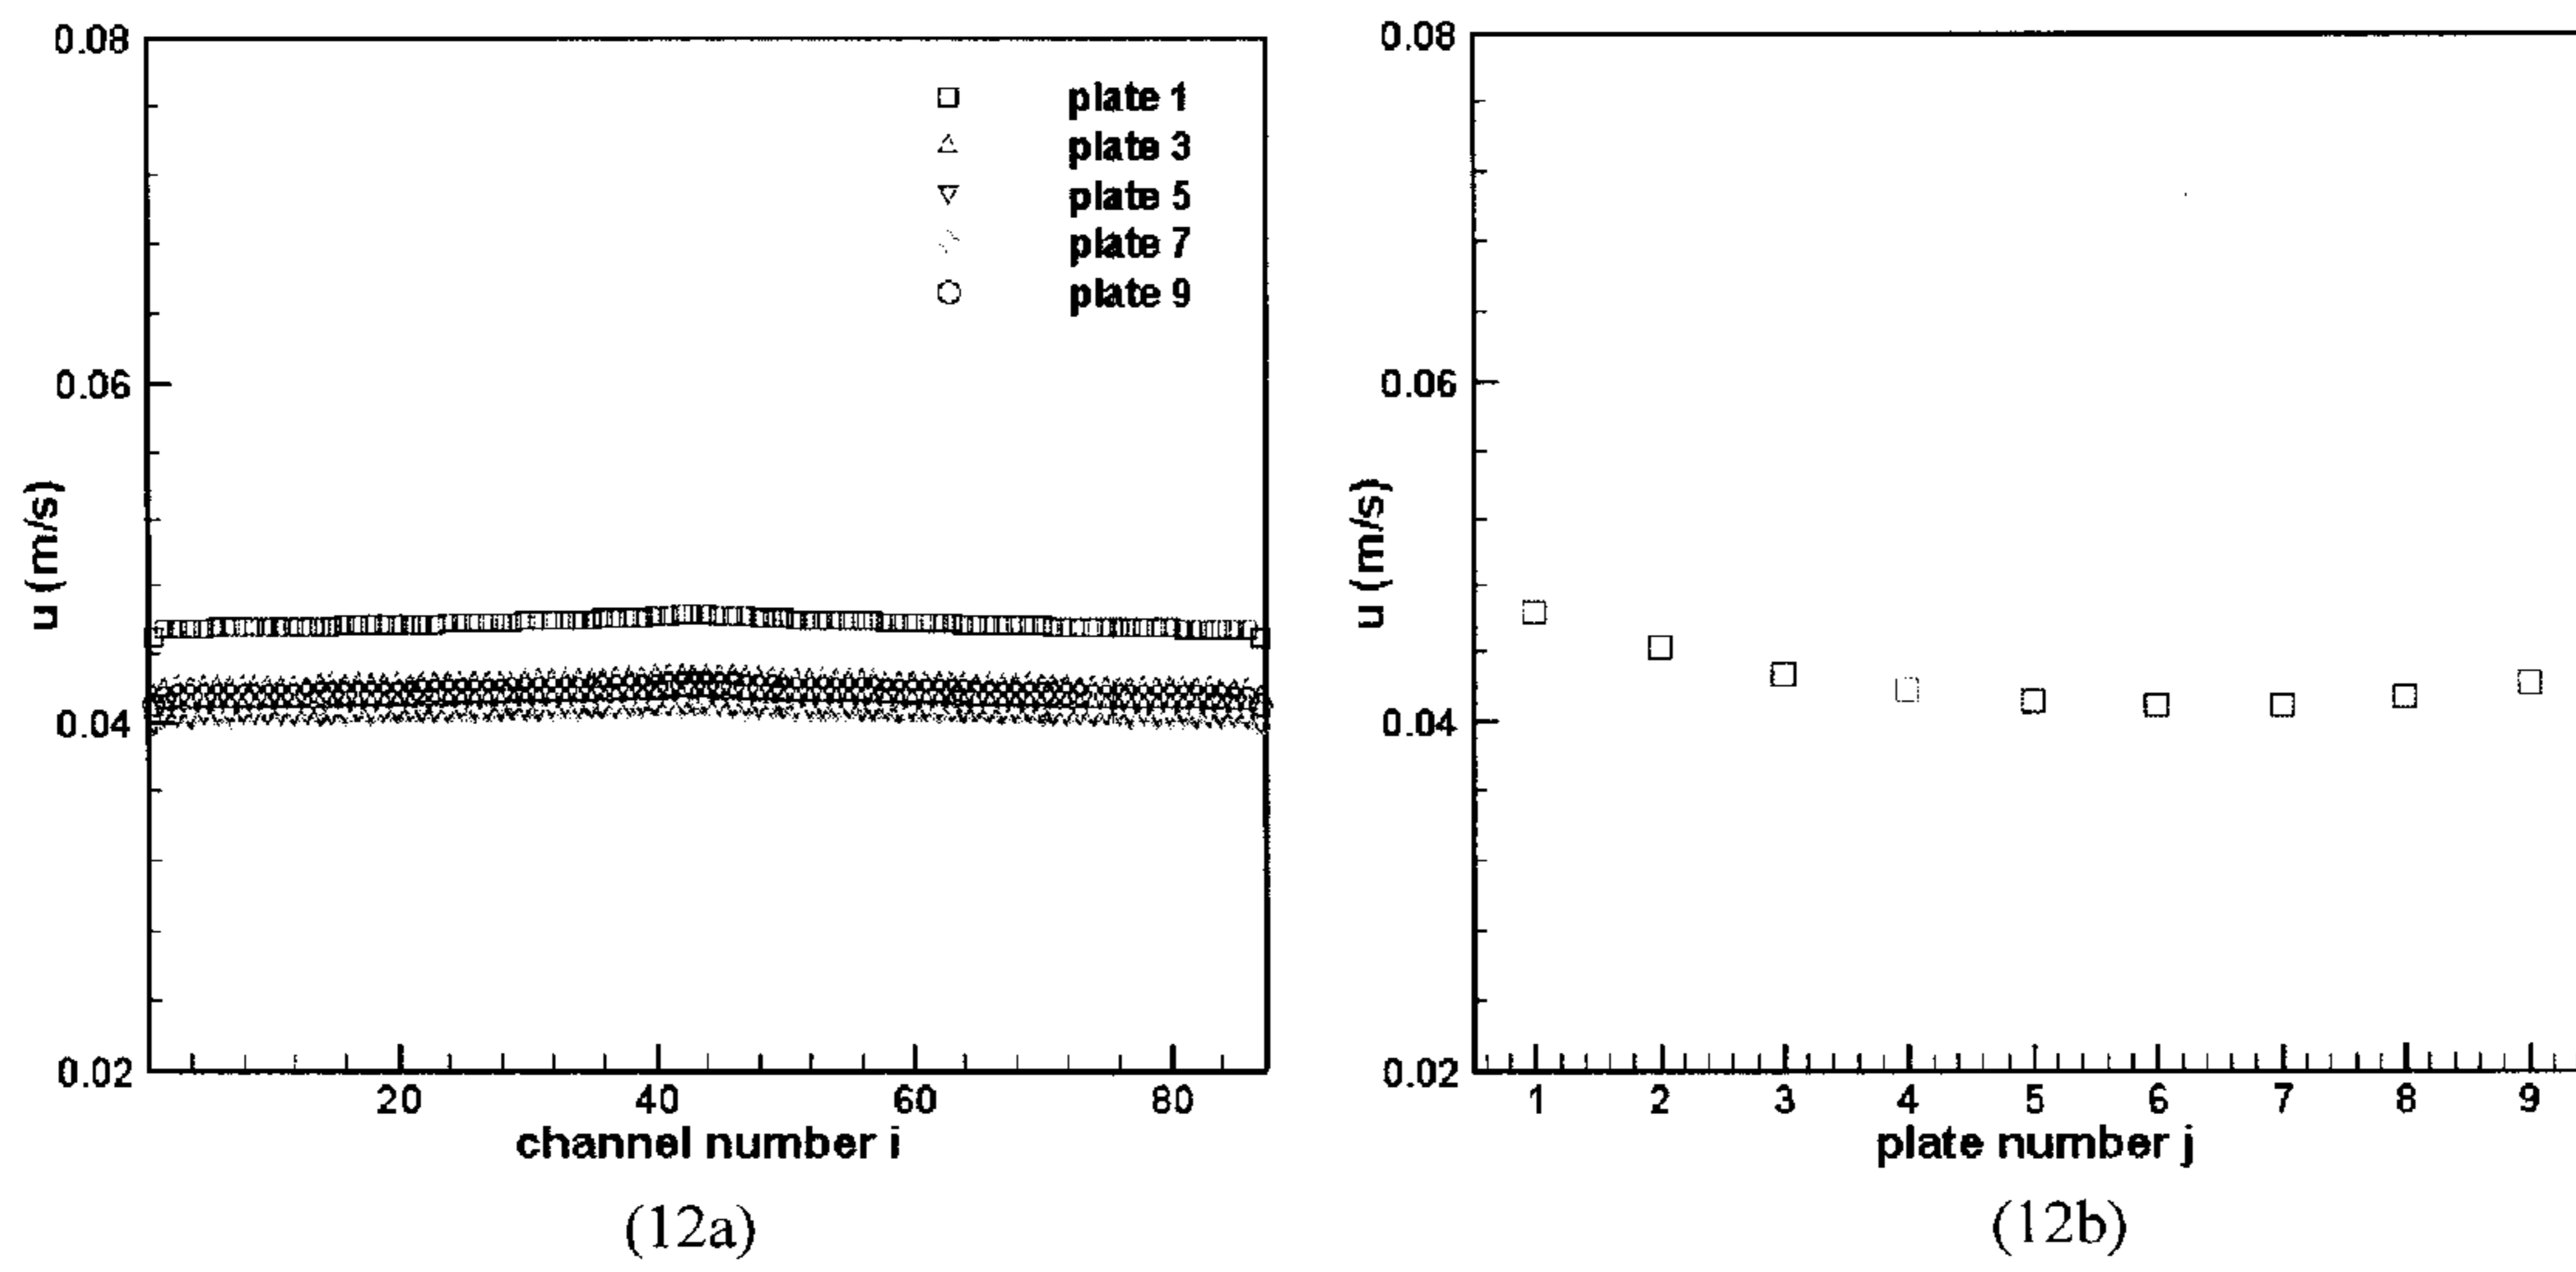 0.08
0.06
0.04
0.02
u (m/s)
plate 1
plate 3
plate 5
plate 7
plate 9
20 40 60 80
channel number i
(12a)
0.08
0.06
0.04
0.02
u (m/s)
1 2 3 4 5 6 7 8 9
plate number j
(12b)